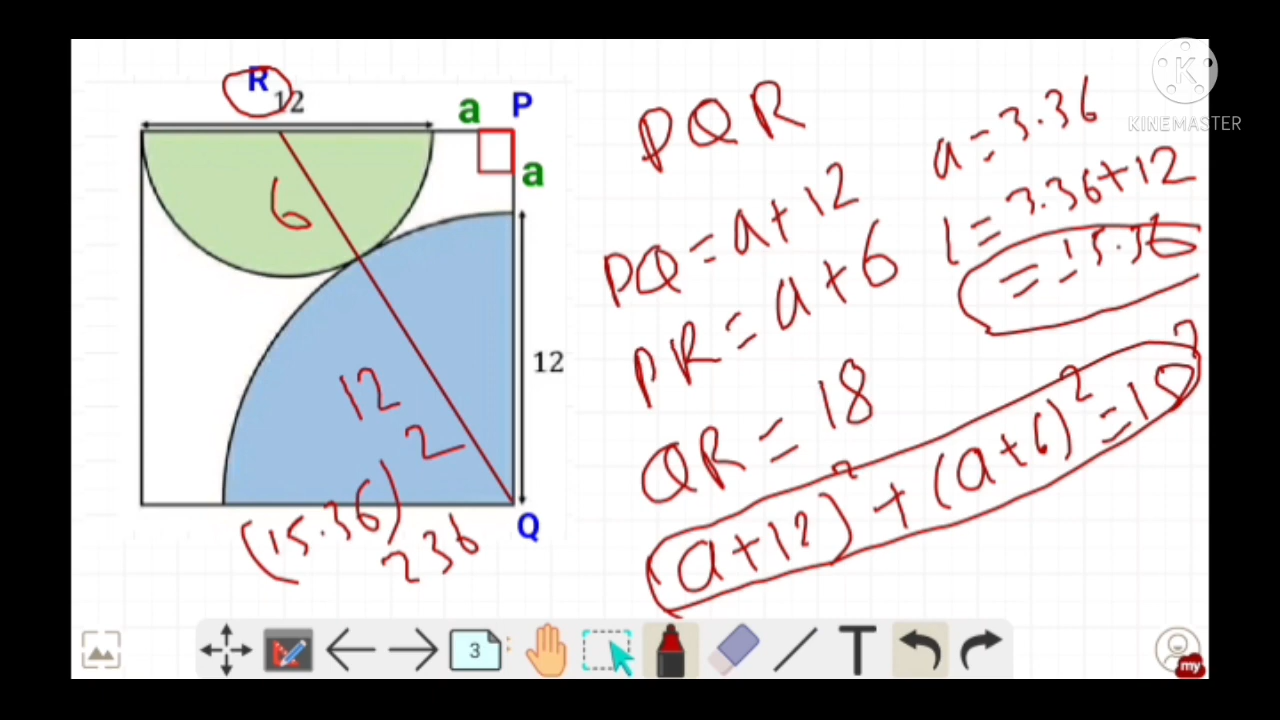 R
12
a P
a
6
12
12
2
(15.36)
236
Q
PQR
PQ = a+12
PR = a+6
QR = 18
(a+12)² + (a+6)² = 18²
a = 3.36
l = 3.36+12
= 15.36
K
KINEMASTER
3
T
my